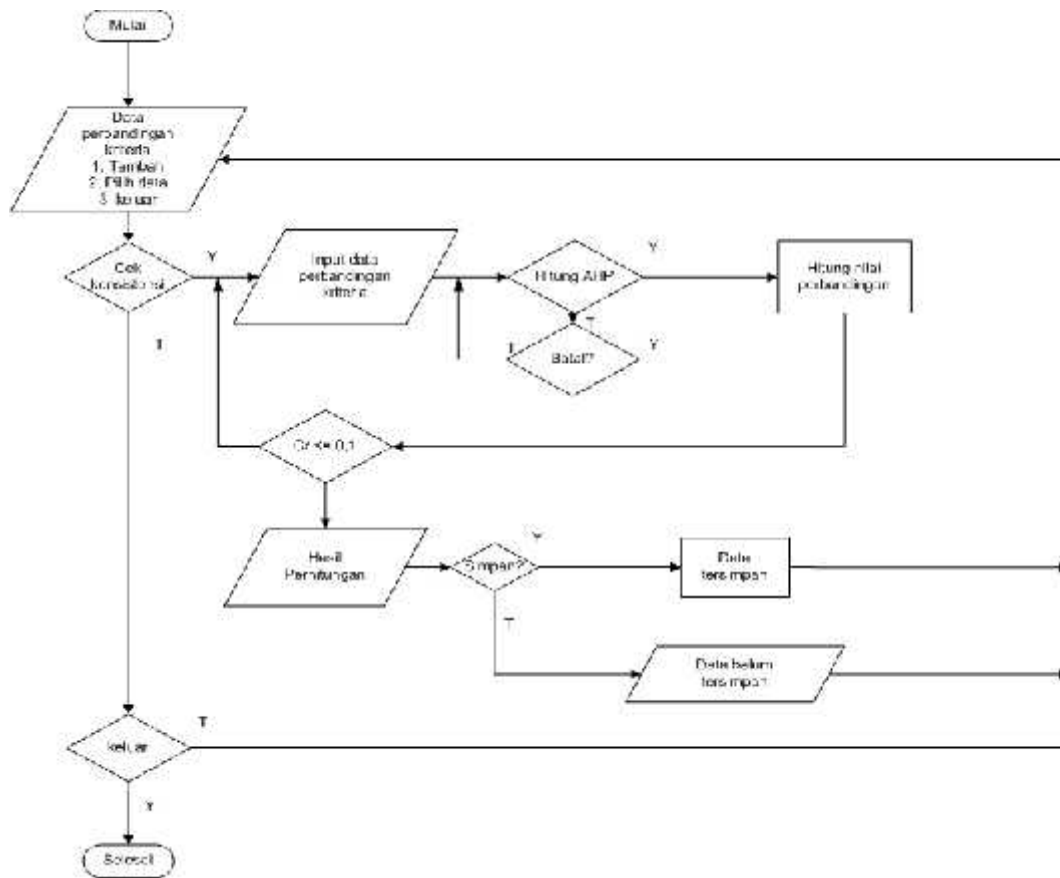 Mulai
Data
perbandingan
kriteria
1. Tambah
2. Pilih data
3. keluar
Cek
konsistensi
Y
Input data
perbandingan
kriteria
Hitung AHP
Y
Hitung nilai
perbandingan
T
T
T
Batal?
Y
Cr <= 0,1
Hasil
Perhitungan
Simpan?
Y
Data
tersimpan
T
Data belum
tersimpan
keluar
T
Y
Selesai